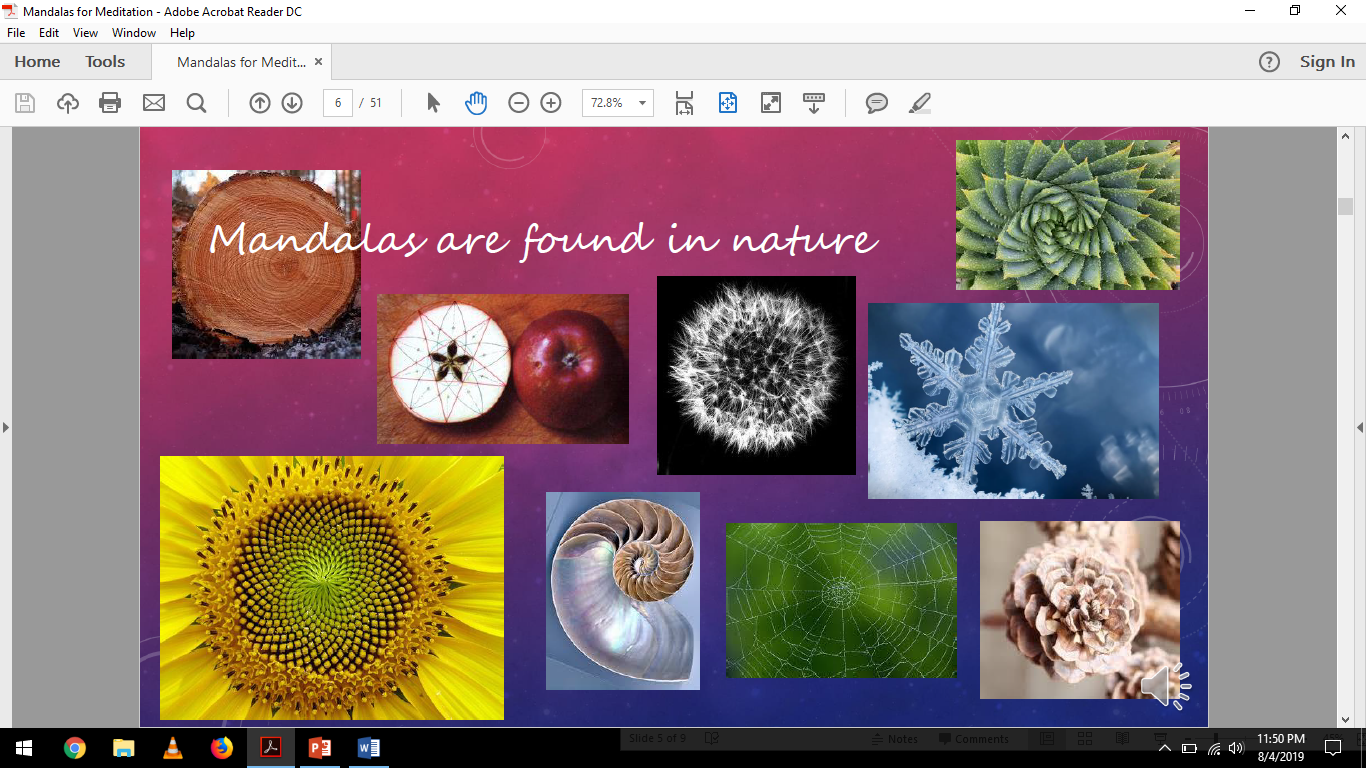 Mandalas for Meditation - Adobe Acrobat Reader DC
File Edit View Window Help
Home Tools Mandalas for Medit... × Sign In
6 / 51 72.8%
Mandalas are found in nature
Slide 5 of 9 Notes Comments
11:50 PM
8/4/2019